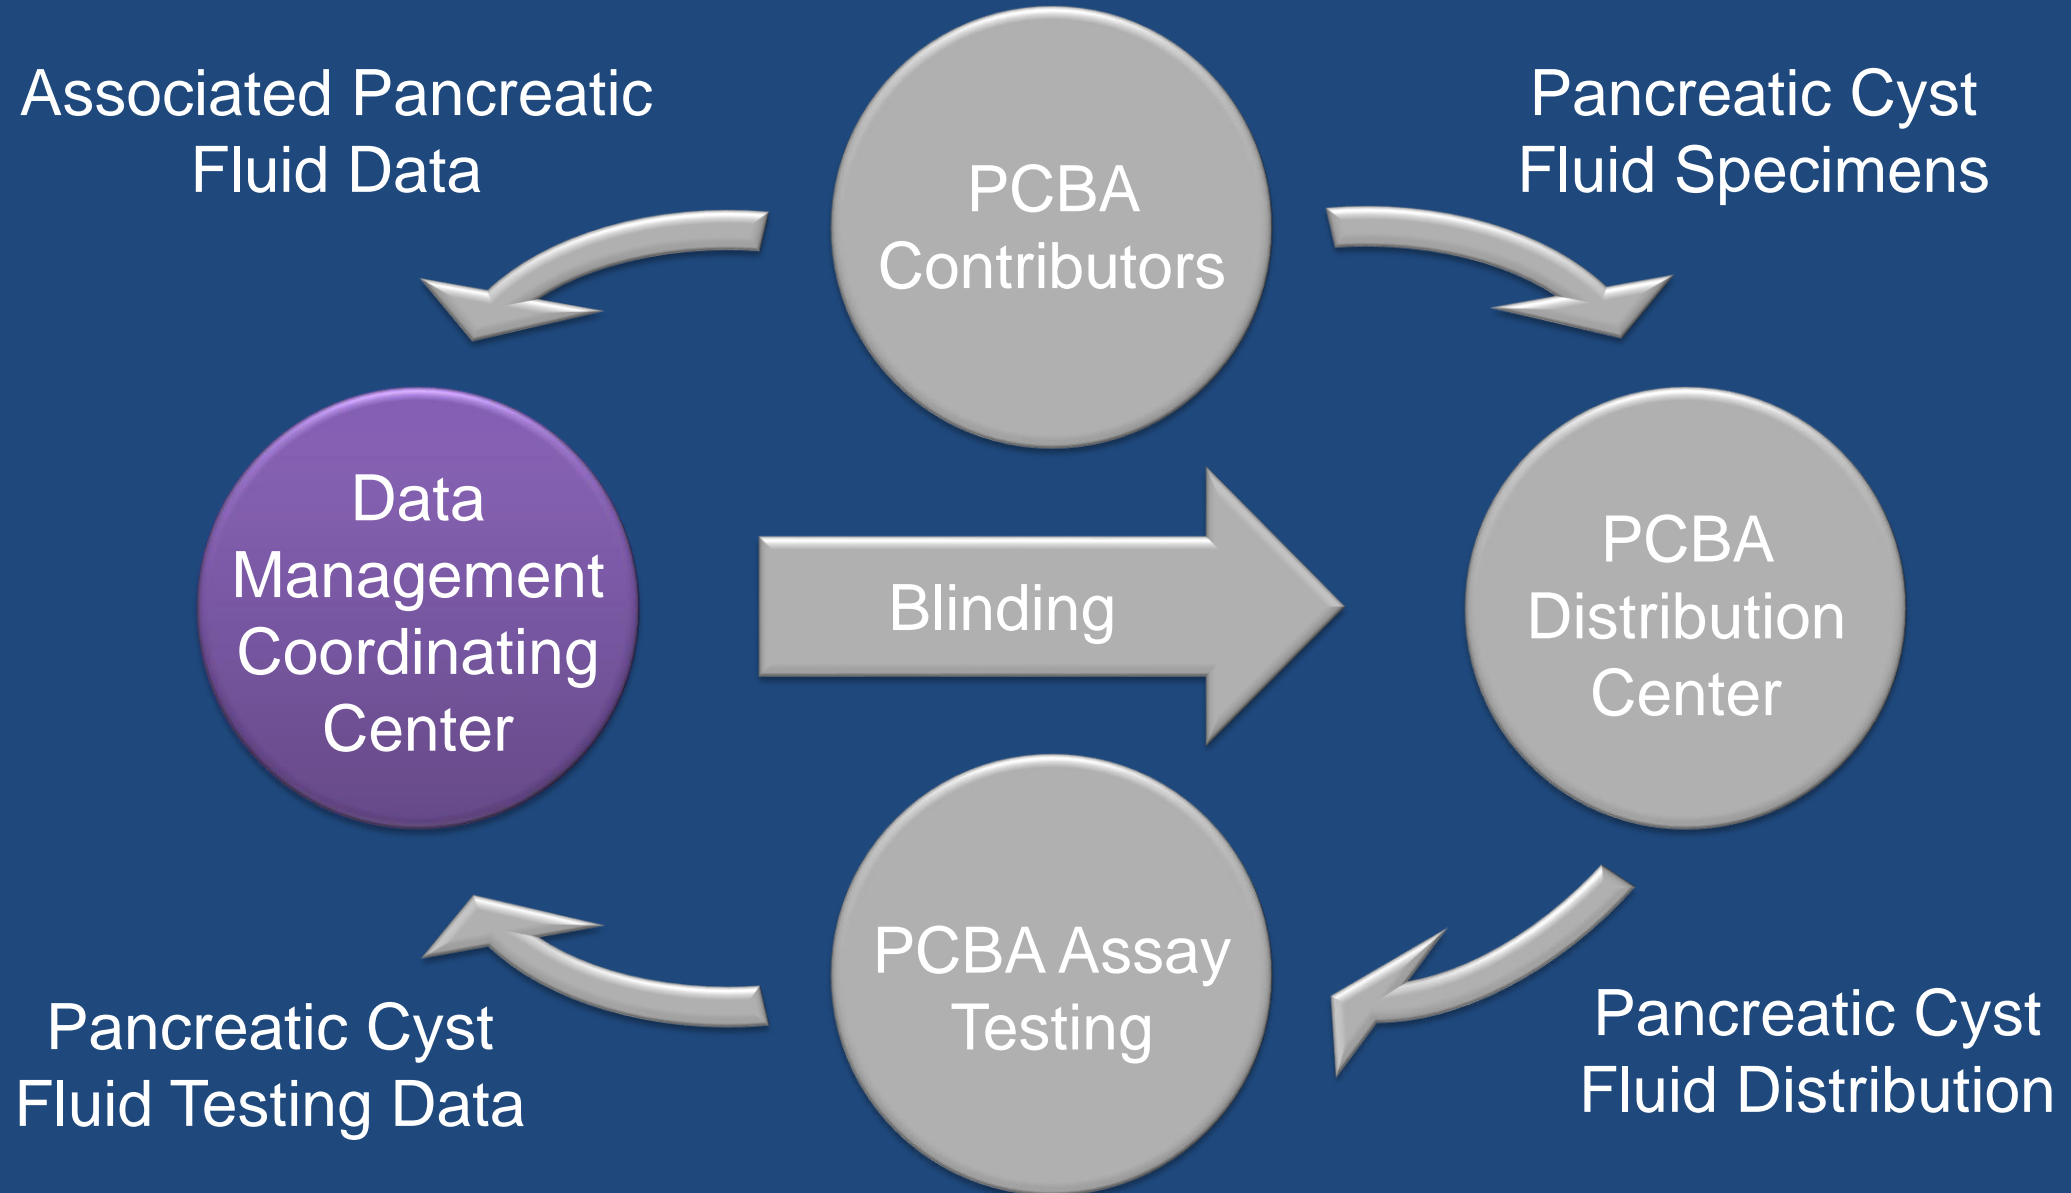 Associated Pancreatic
Fluid Data
PCBA
Contributors
Pancreatic Cyst
Fluid Specimens
Data
Management
Coordinating
Center
Blinding
PCBA
Distribution
Center
PCBA Assay
Testing
Pancreatic Cyst
Fluid Testing Data
Pancreatic Cyst
Fluid Distribution